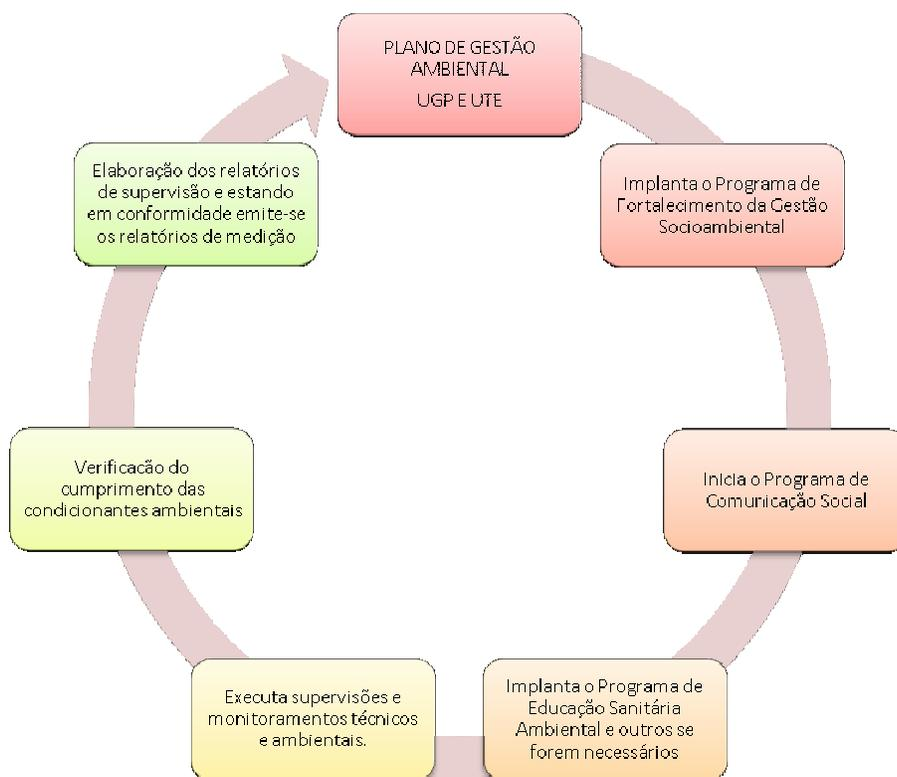 PLANO DE GESTÃO
AMBIENTAL
UGP E UTE
Implanta o Programa de
Fortalecimento da Gestão
Socioambiental
Inicia o Programa de
Comunicação Social
Implanta o Programa de
Educação Sanitária
Ambiental e outros se
forem necessários
Executa supervisões e
monitoramentos técnicos
e ambientais.
Verificação do
cumprimento das
condicionantes ambientais
Elaboração dos relatórios
de supervisão e estando
em conformidade emite-se
os relatórios de medição